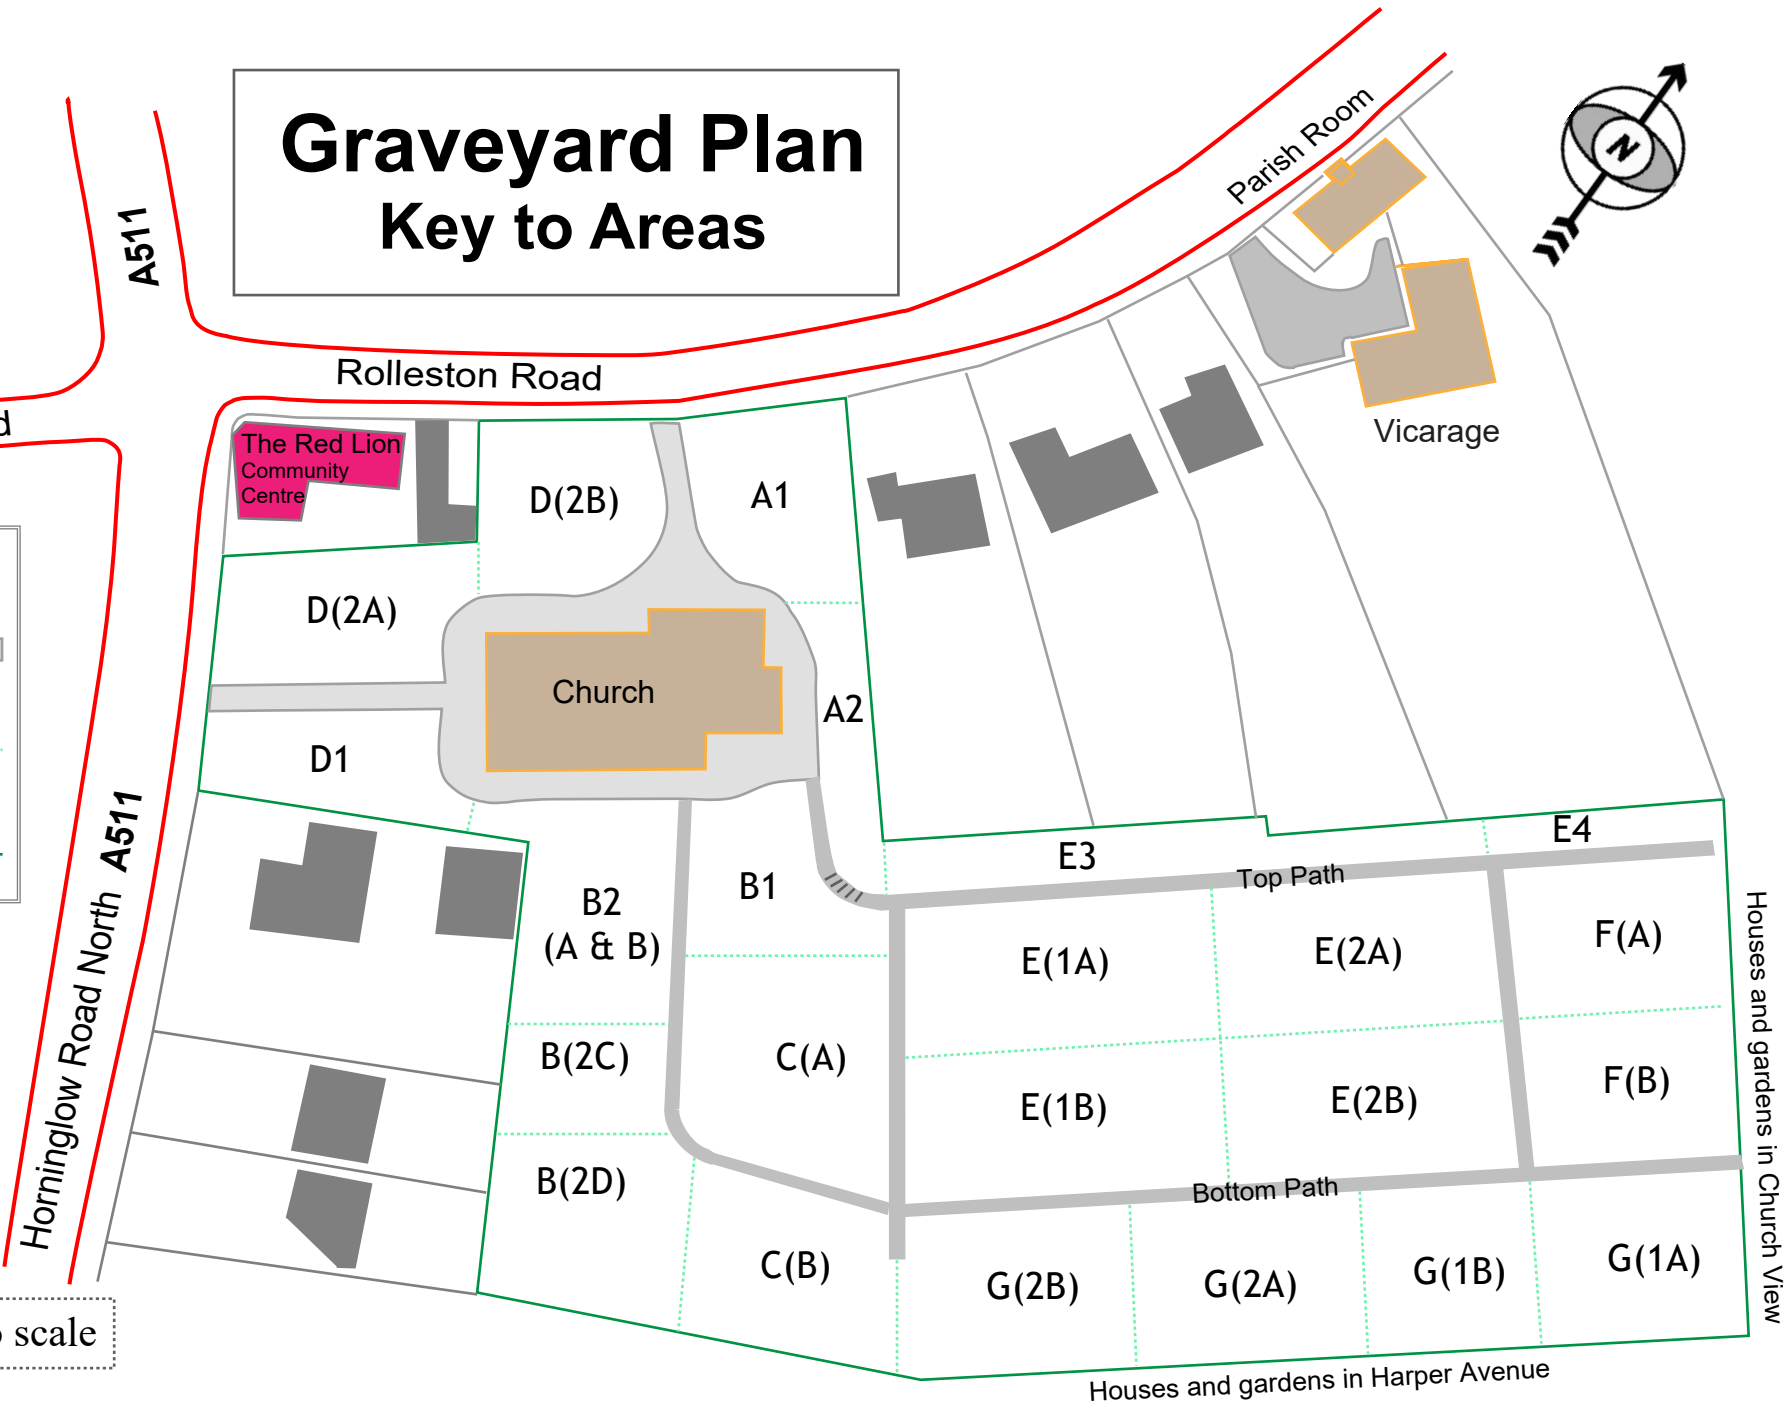 Graveyard Plan
Key to Areas
A511
Parish Room
N
Rolleston Road
d
Vicarage
The Red Lion
Community
Centre
D(2B)
A1
D(2A)
Church
A2
D1
E3
E4
Top Path
B1
B2
(A & B)
E(1A)
E(2A)
F(A)
B(2C)
C(A)
E(1B)
E(2B)
F(B)
B(2D)
Bottom Path
C(B)
G(2B)
G(2A)
G(1B)
G(1A)
Horninglow Road North A511
Houses and gardens in Church View
Houses and gardens in Harper Avenue
scale